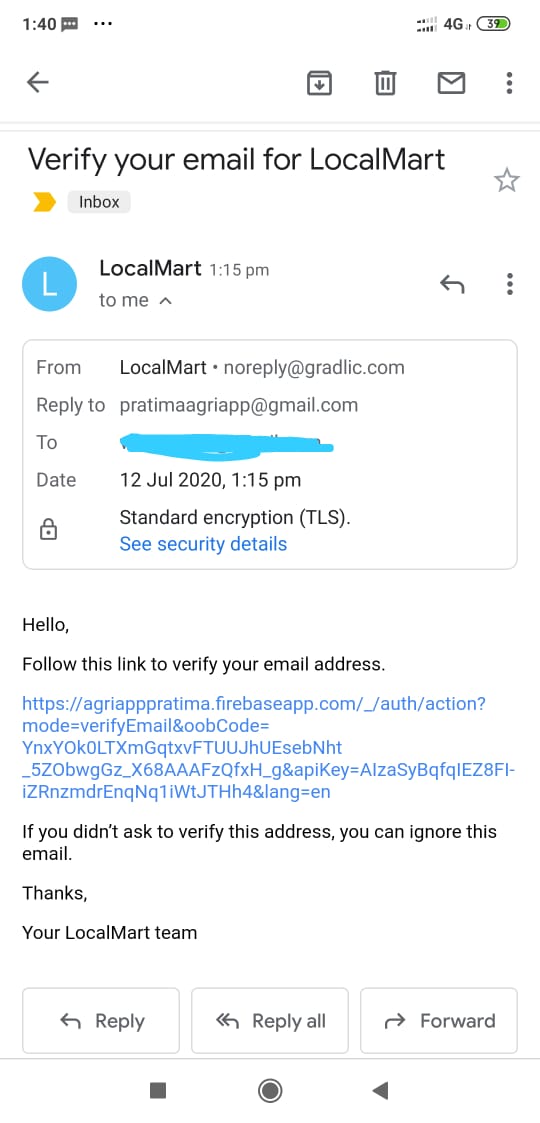 1:40 ... 4G 39
Verify your email for LocalMart
Inbox
L
LocalMart 1:15 pm
to me
From LocalMart • noreply@gradlic.com
Reply to pratimaagriapp@gmail.com
To
Date 12 Jul 2020, 1:15 pm
Standard encryption (TLS).
See security details
Hello,
Follow this link to verify your email address.
https://agriapppratima.firebaseapp.com/_/auth/action?
mode=verifyEmail&oobCode=
YnxYOk0LTXmGqtxvFTUUJhUEsebNht
_5ZObwgGz_X68AAAFzQfxH_g&apiKey=AIzaSyBqfqIEZ8FI-
iZRnzmdrEnqNq1iWtJTHh4&lang=en
If you didn’t ask to verify this address, you can ignore this
email.
Thanks,
Your LocalMart team
Reply Reply all Forward